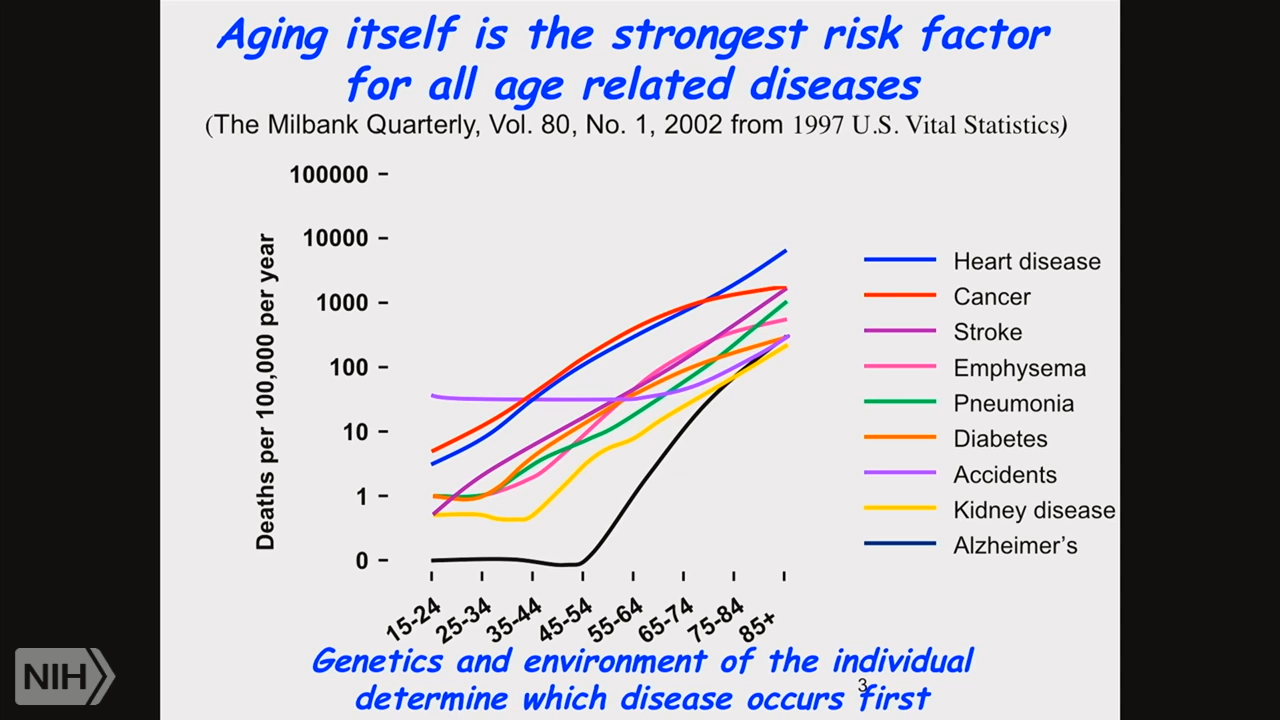 Aging itself is the strongest risk factor
for all age related diseases
(The Milbank Quarterly, Vol. 80, No. 1, 2002 from 1997 U.S. Vital Statistics)
Deaths per 100,000 per year
100000
10000
1000
100
10
1
0
15-24
25-34
35-44
45-54
55-64
65-74
75-84
85+
Heart disease
Cancer
Stroke
Emphysema
Pneumonia
Diabetes
Accidents
Kidney disease
Alzheimer's
Genetics and environment of the individual
determine which disease occurs first
3
NIH